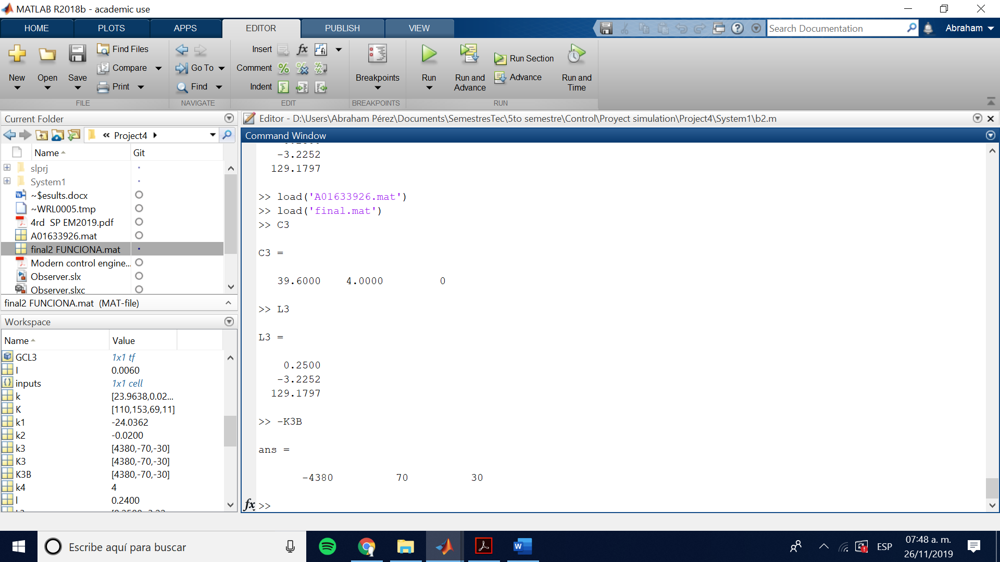 MATLAB R2018b - academic use
HOME PLOTS APPS EDITOR PUBLISH VIEW
Search Documentation
Abraham
New
Open
Save
Find Files
Compare
Print
FILE
Go To
Find
NAVIGATE
Insert
fx
fi
Comment
Indent
EDIT
Breakpoints
BREAKPOINTS
Run
Run and
Advance
Run Section
Advance
Run and
Time
RUN
Current Folder
« Project4
Name Git
slprj
System1
~$esults.docx
~WRL0005.tmp
4rd SP EM2019.pdf
A01633926.mat
final2 FUNCIONA.mat
Modern control engine...
Observer.slx
Observer.slxc
final2 FUNCIONA.mat (MAT-file)
Workspace
Name Value
GCL3 1x1 tf
I 0.0060
inputs 1x1 cell
k [23.9638,0.02...
K [110,153,69,11]
k1 -24.0362
k2 -0.0200
k3 [4380,-70,-30]
K3 [4380,-70,-30]
K3B [4380,-70,-30]
k4 4
l 0.2400
Editor - D:\Users\Abraham Pérez\Documents\SemestresTec\5to semestre\Control\Proyect simulation\Project4\System1\b2.m
Command Window
-3.2252
129.1797
>> load('A01633926.mat')
>> load('final.mat')
>> C3
C3 =
39.6000 4.0000 0
>> L3
L3 =
0.2500
-3.2252
129.1797
>> -K3B
ans =
-4380 70 30
fx >>
Escribe aquí para buscar
ESP
07:48 a. m.
26/11/2019